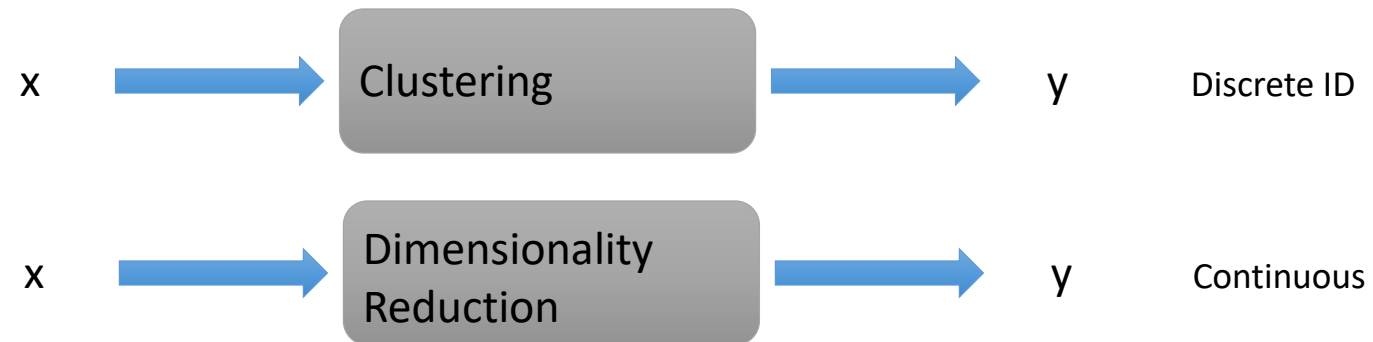 x Clustering y Discrete ID
x Dimensionality
Reduction y Continuous